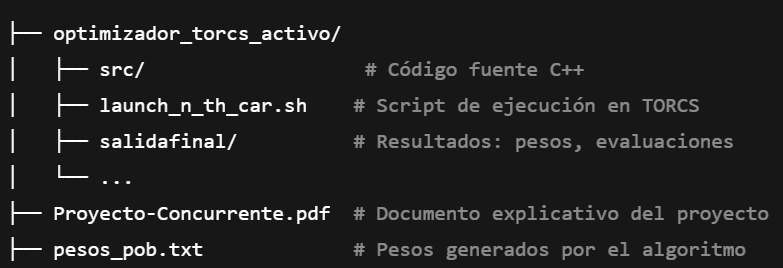 ├── optimizador_torcs_activo/
│   ├── src/                   # Código fuente C++
│   ├── launch_n_th_car.sh    # Script de ejecución en TORCS
│   ├── salidafinal/          # Resultados: pesos, evaluaciones
│   └── ...
├── Proyecto-Concurrente.pdf  # Documento explicativo del proyecto
├── pesos_pob.txt             # Pesos generados por el algoritmo